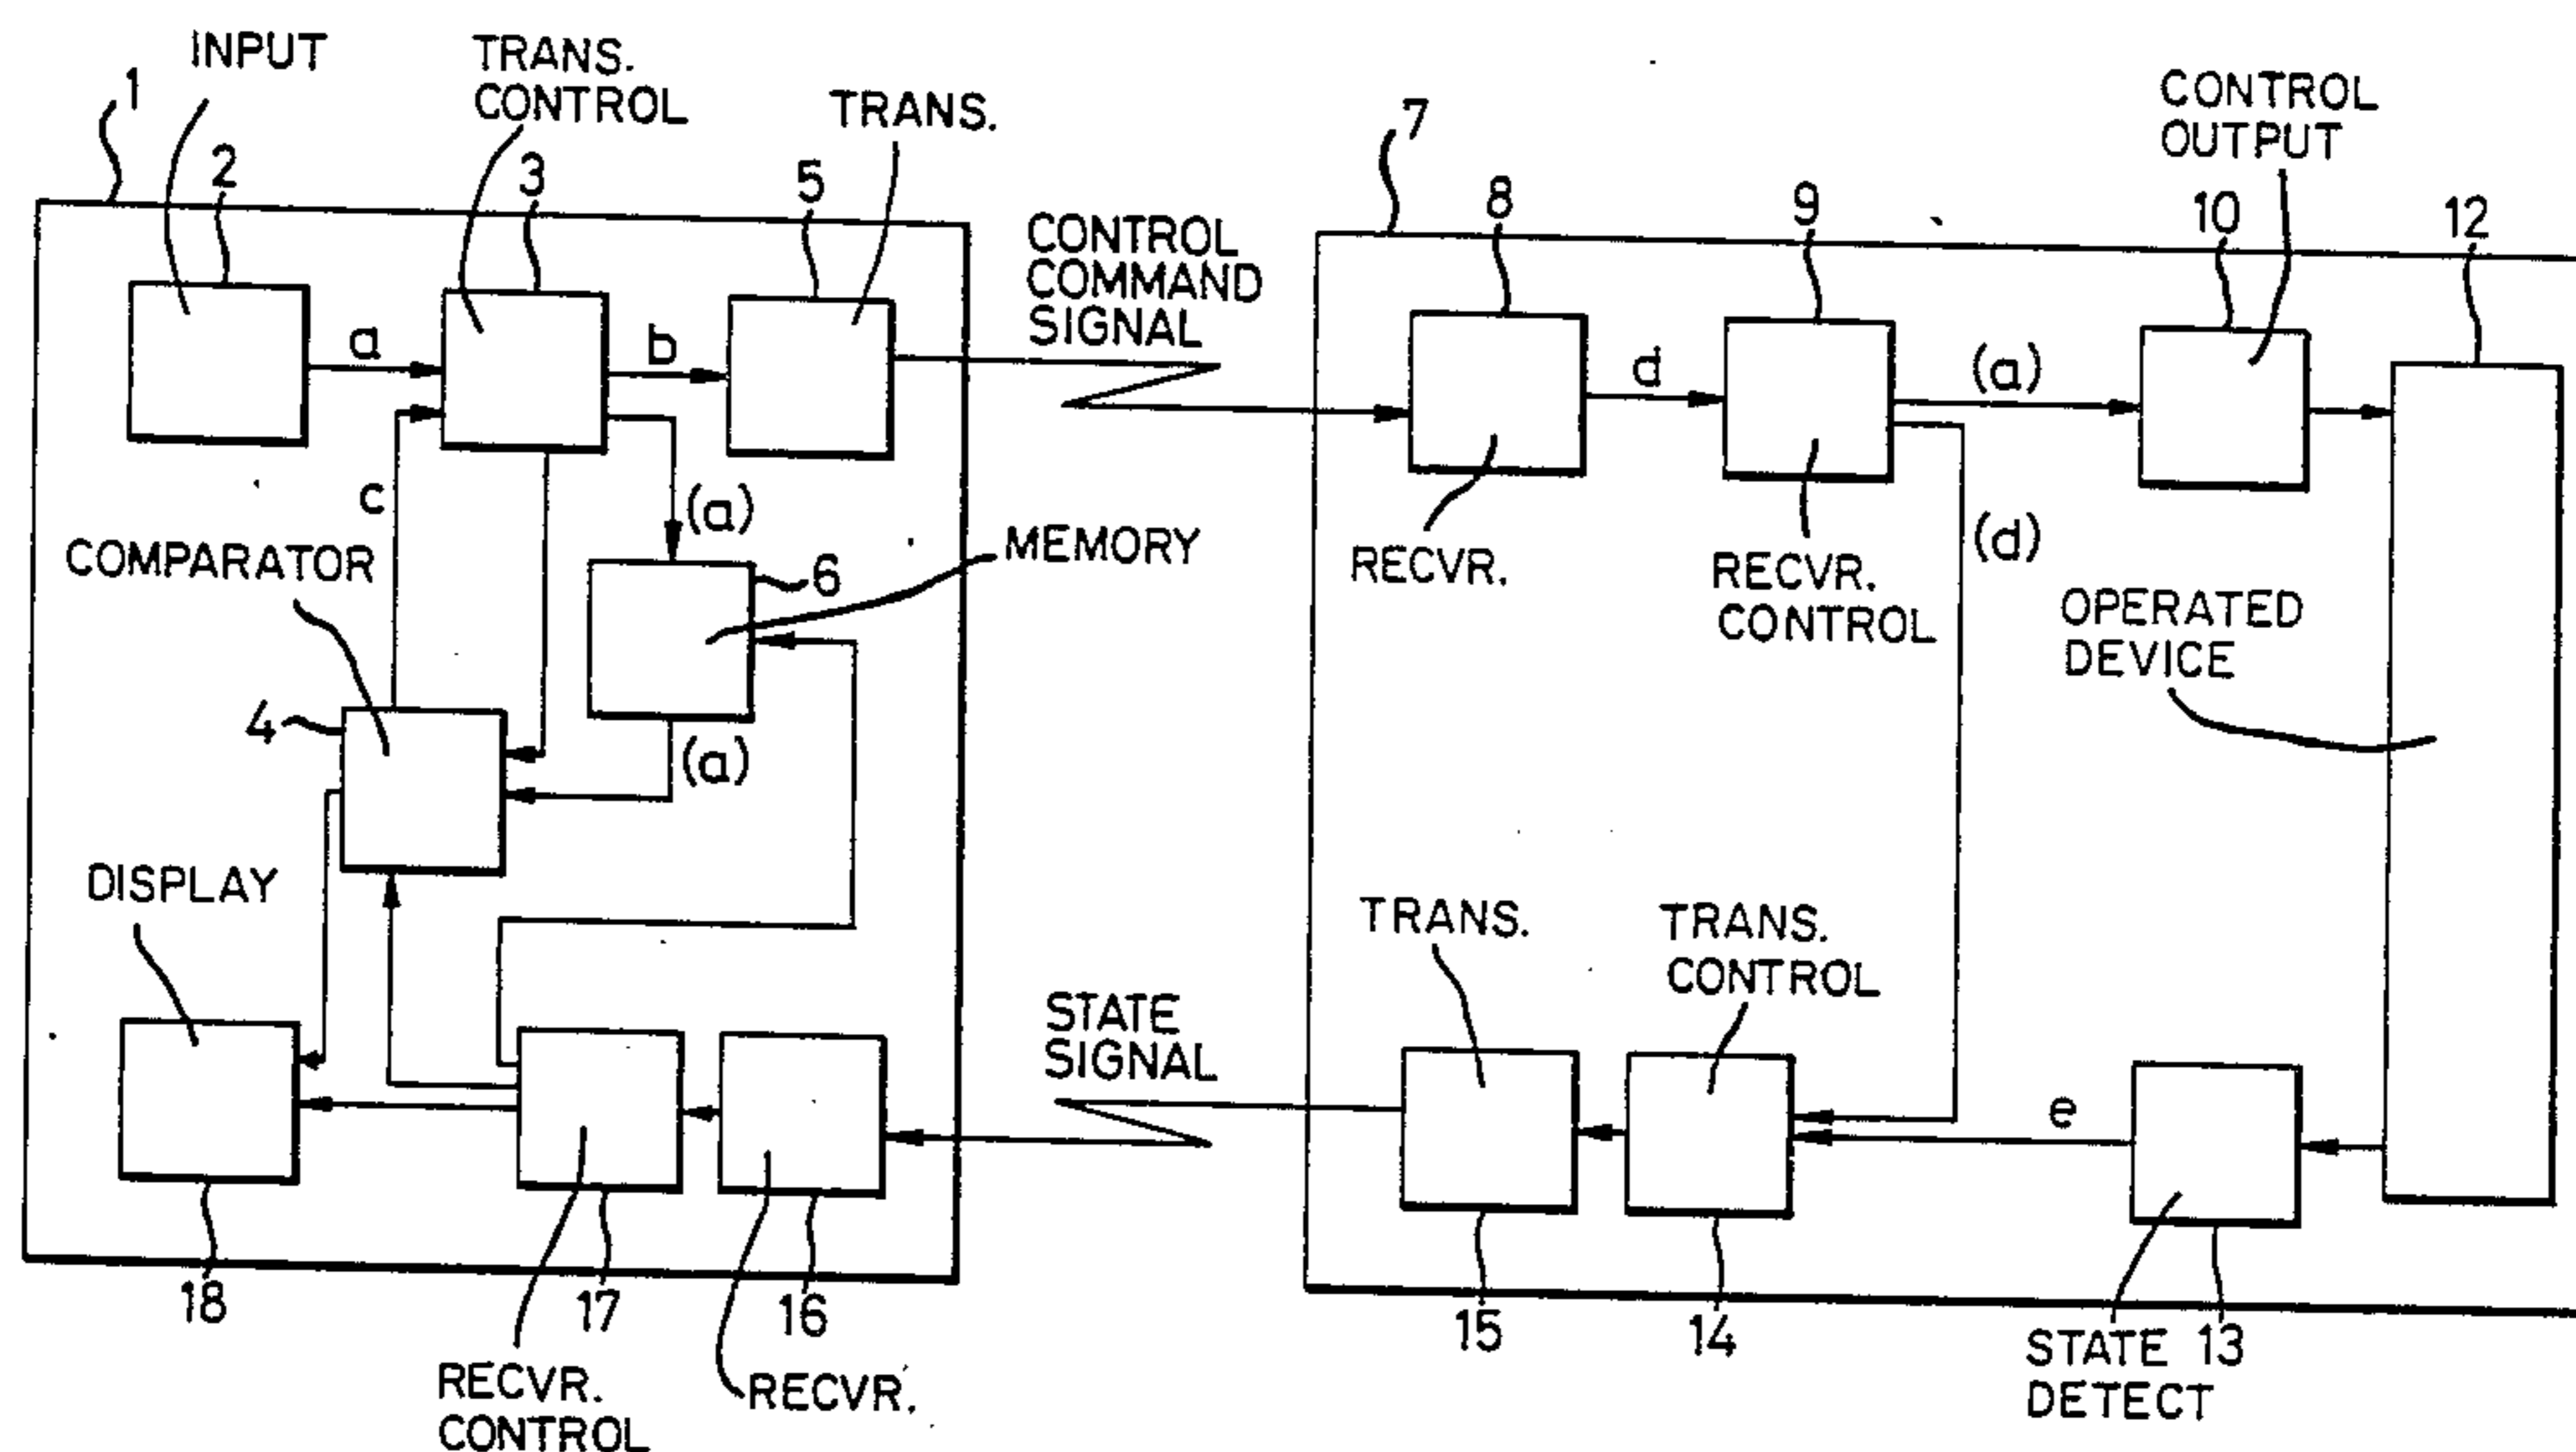 INPUT
TRANS.
CONTROL
TRANS.
1
2
3
5
a
b
c
(a)
MEMORY
6
COMPARATOR
4
(a)
DISPLAY
18
17
16
RECVR.
CONTROL
RECVR.
CONTROL
COMMAND
SIGNAL
STATE
SIGNAL
7
8
9
10
12
CONTROL
OUTPUT
d
(a)
(d)
RECVR.
RECVR.
CONTROL
OPERATED
DEVICE
TRANS.
TRANS.
CONTROL
e
15
14
13
STATE
DETECT